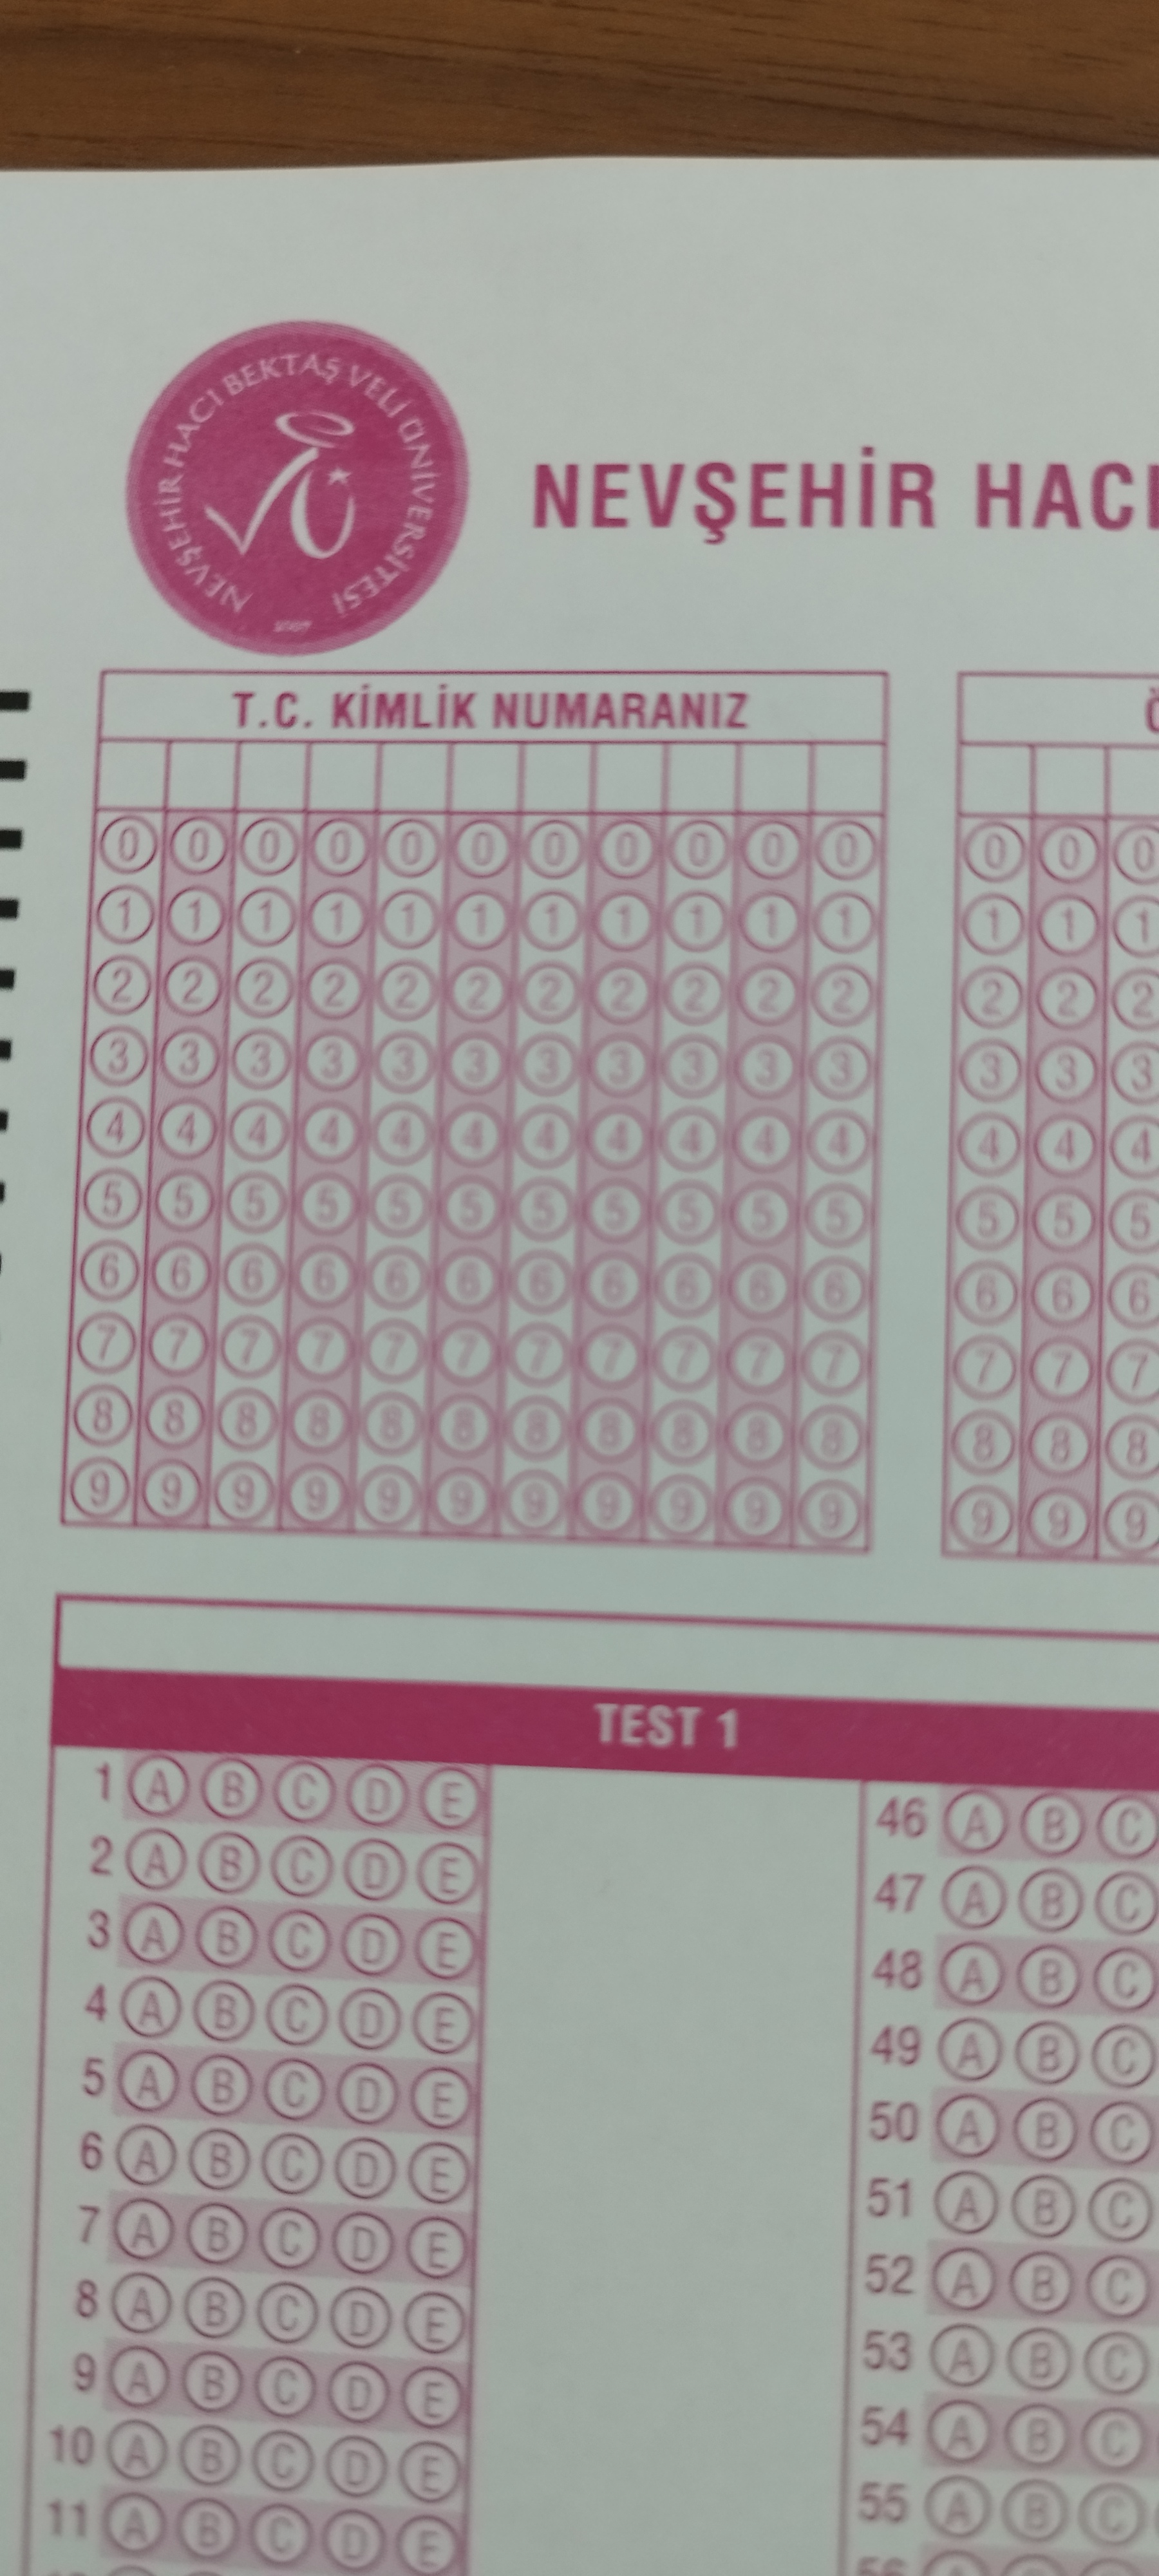 NEVŞEHİR HACI BEKTAŞ VELİ ÜNİVERSİTESİ
2007
NEVŞEHİR HACI
T.C. KİMLİK NUMARANIZ
0 0 0 0 0 0 0 0 0 0 0
1 1 1 1 1 1 1 1 1 1 1
2 2 2 2 2 2 2 2 2 2 2
3 3 3 3 3 3 3 3 3 3 3
4 4 4 4 4 4 4 4 4 4 4
5 5 5 5 5 5 5 5 5 5 5
6 6 6 6 6 6 6 6 6 6 6
7 7 7 7 7 7 7 7 7 7 7
8 8 8 8 8 8 8 8 8 8 8
9 9 9 9 9 9 9 9 9 9 9
Ö
0 0 0
1 1 1
2 2 2
3 3 3
4 4 4
5 5 5
6 6 6
7 7 7
8 8 8
9 9 9
TEST 1
1 A B C D E
2 A B C D E
3 A B C D E
4 A B C D E
5 A B C D E
6 A B C D E
7 A B C D E
8 A B C D E
9 A B C D E
10 A B C D E
11 A B C D E
46 A B C
47 A B C
48 A B C
49 A B C
50 A B C
51 A B C
52 A B C
53 A B C
54 A B C
55 A B C